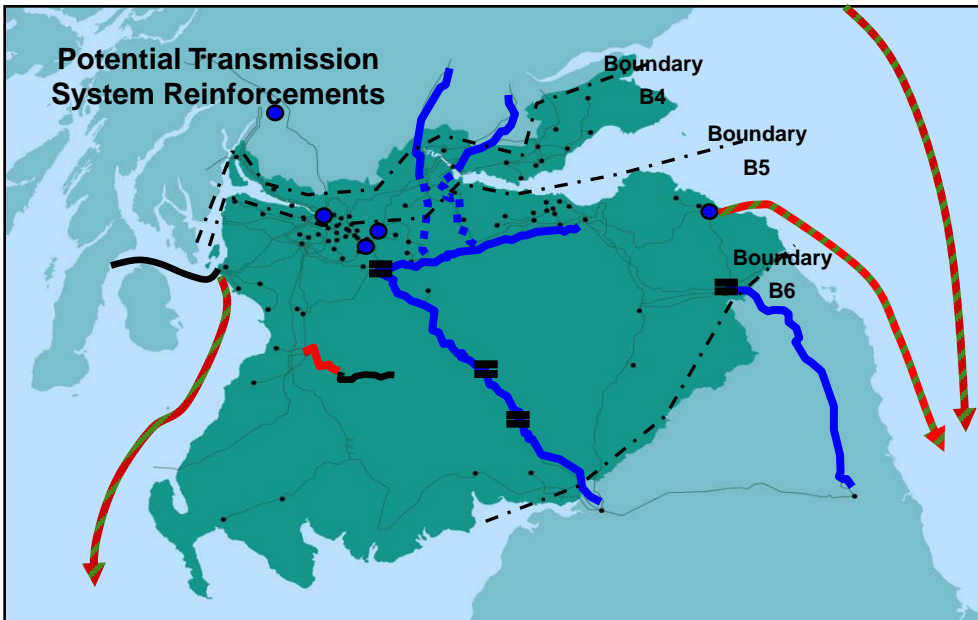 Potential Transmission
System Reinforcements
Boundary
B4
Boundary
B5
Boundary
B6